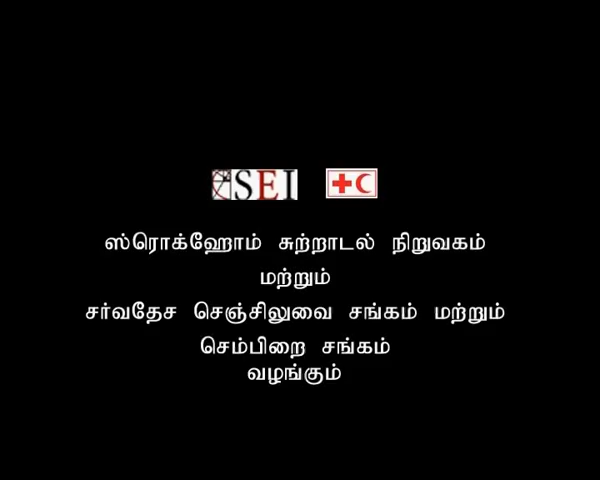 SEI
ஸ்ரொக்ஹோம் சுற்றாடல் நிறுவகம்
மற்றும்
சர்வதேச செஞ்சிலுவை சங்கம் மற்றும்
செம்பிறை சங்கம்
வழங்கும்